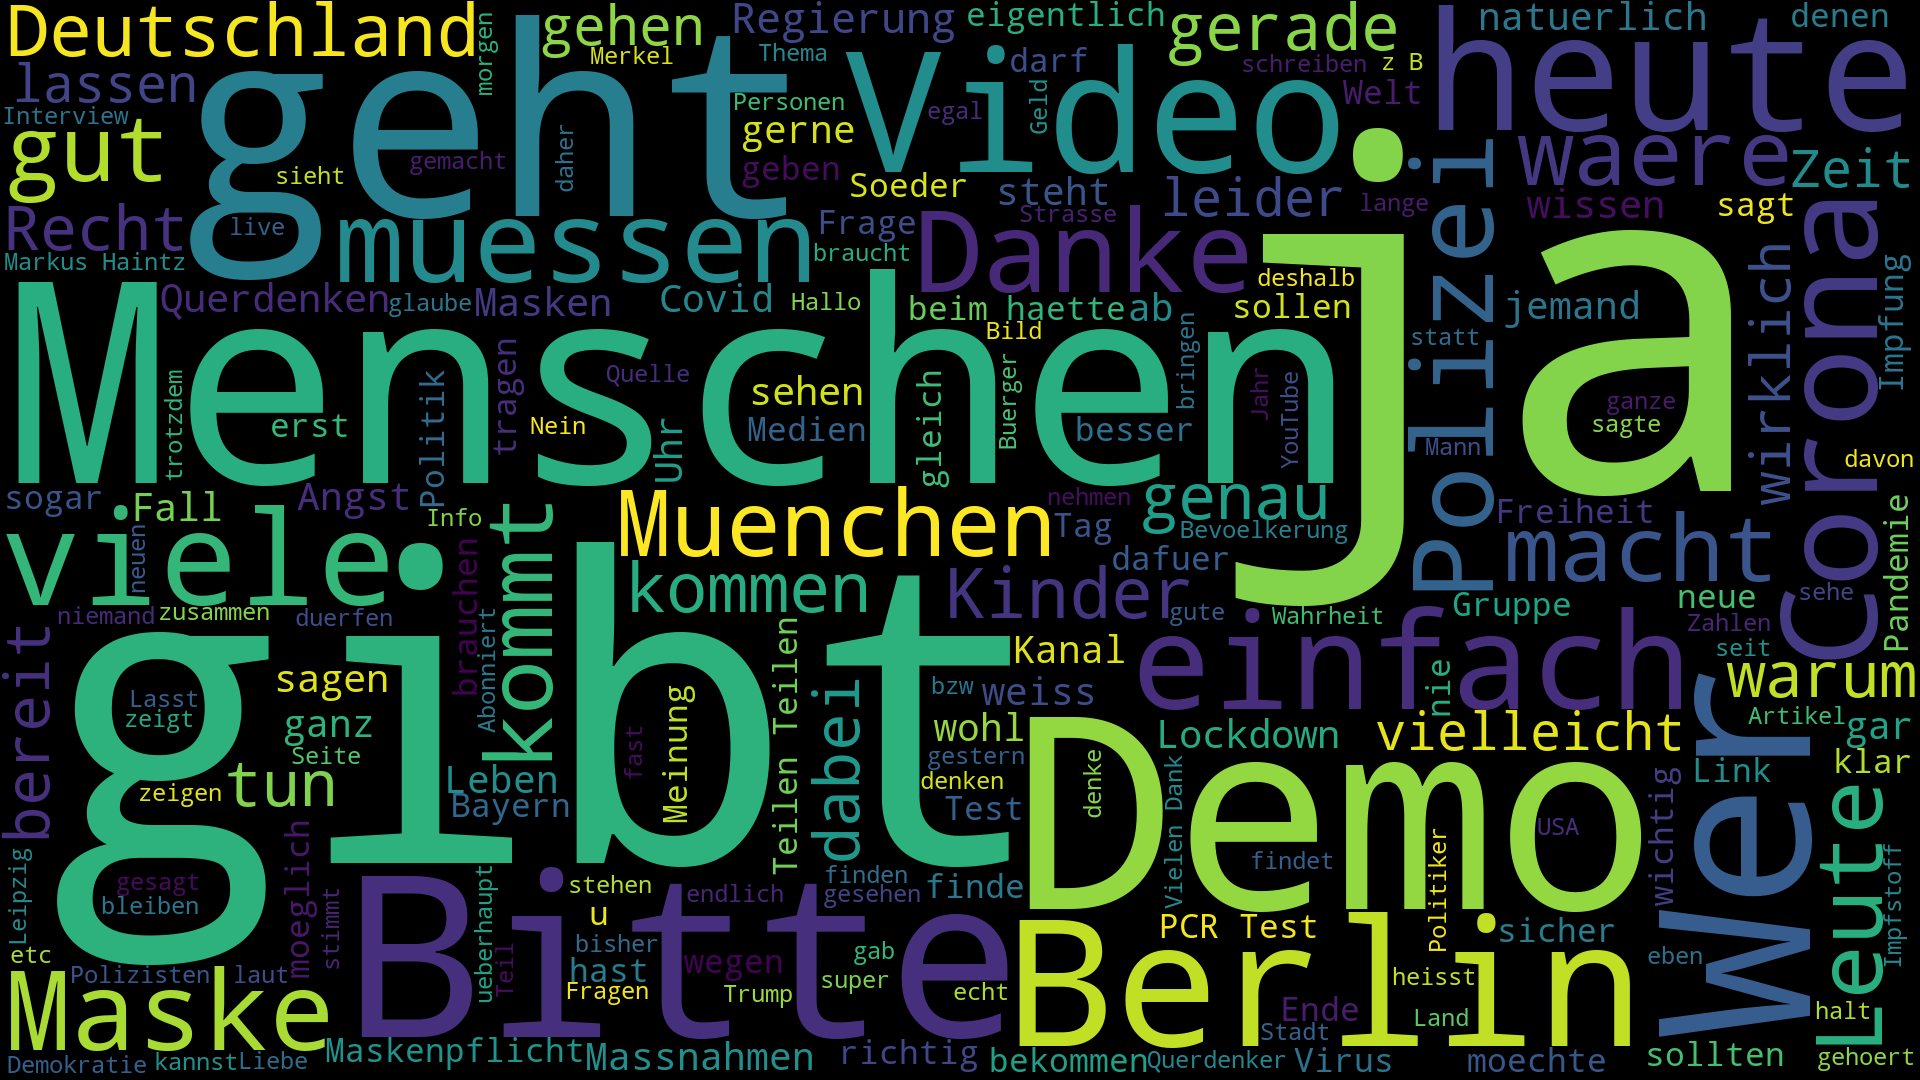 Deutschland
morgen
gehen
Merkel
Regierung
Thema
eigentlich
gerade
natuerlich
denen
lassen
geht
Video
darf
schreiben
z B
heute
Interview
Personen
egal
Geld
Welt
gut
sieht
gemacht
daher
gerne
geben
Soeder
steht
leider
Strasse
lange
Polizei
waere
Zeit
wissen
sagt
Recht
live
Markus Haintz
muessen
Frage
braucht
Danke
deshalb
sollen
ja
wirklich
Corona
Impfung
Querdenken
glaube
Masken
Covid
Hallo
beim
haette
ab
Bild
jemand
statt
Menschen
trotzdem
erst
Politik
tragen
Nein
Quelle
Uhr
sehen
Medien
gleich
Buerger
besser
bringen
Jahr
YouTube
Mann
ganze
sagte
davon
sogar
Fall
Angst
Info
kommt
Muenchen
nehmen
Tag
genau
Bevoelkerung
dafuer
Freiheit
macht
Pandemie
viele
neuen
niemand
zusammen
duerfen
brauchen
Abonniert
kommen
Kinder
gute
Wahrheit
Gruppe
neue
sehe
Zahlen
seit
bereit
gibt
Lasst
zeigt
sagen
ganz
Seite
zeigen
tun
Leben
Bayern
fast
Meinung
Teilen Teilen
dabei
Kanal
bzw
weiss
wohl
gestern
denken
Test
einfach
nie
Lockdown
vielleicht
Wer
warum
Artikel
gar
Link
klar
Demo
denke
Vielen Dank
findet
USA
Politiker
wichtig
Leute
Impfstoff
Leipzig
gesagt
bleiben
moeglich
stimmt
Bitte
ueberhaupt
Teil
stehen
u
endlich
finden
gesehen
finde
bisher
hast
Fragen
wegen
Trump
gab
super
echt
Berlin
PCR Test
heisst
sicher
eben
halt
etc
Maske
Polizisten
laut
Ende
Stadt
Land
Demokratie
kannst
Liebe
Maskenpflicht
Massnahmen
richtig
bekommen
Querdenker
Virus
moechte
sollten
gehoert